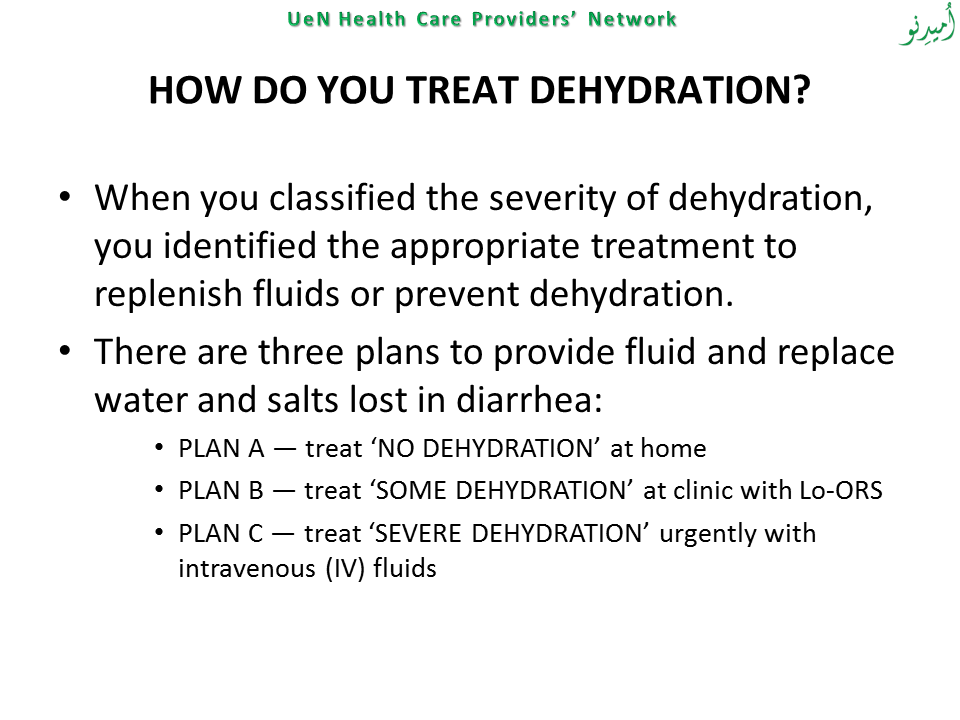 UeN Health Care Providers’ Network
اُمیدِنو
HOW DO YOU TREAT DEHYDRATION?
• When you classified the severity of dehydration,
you identified the appropriate treatment to
replenish fluids or prevent dehydration.
• There are three plans to provide fluid and replace
water and salts lost in diarrhea:
• PLAN A — treat ‘NO DEHYDRATION’ at home
• PLAN B — treat ‘SOME DEHYDRATION’ at clinic with Lo-ORS
• PLAN C — treat ‘SEVERE DEHYDRATION’ urgently with
intravenous (IV) fluids